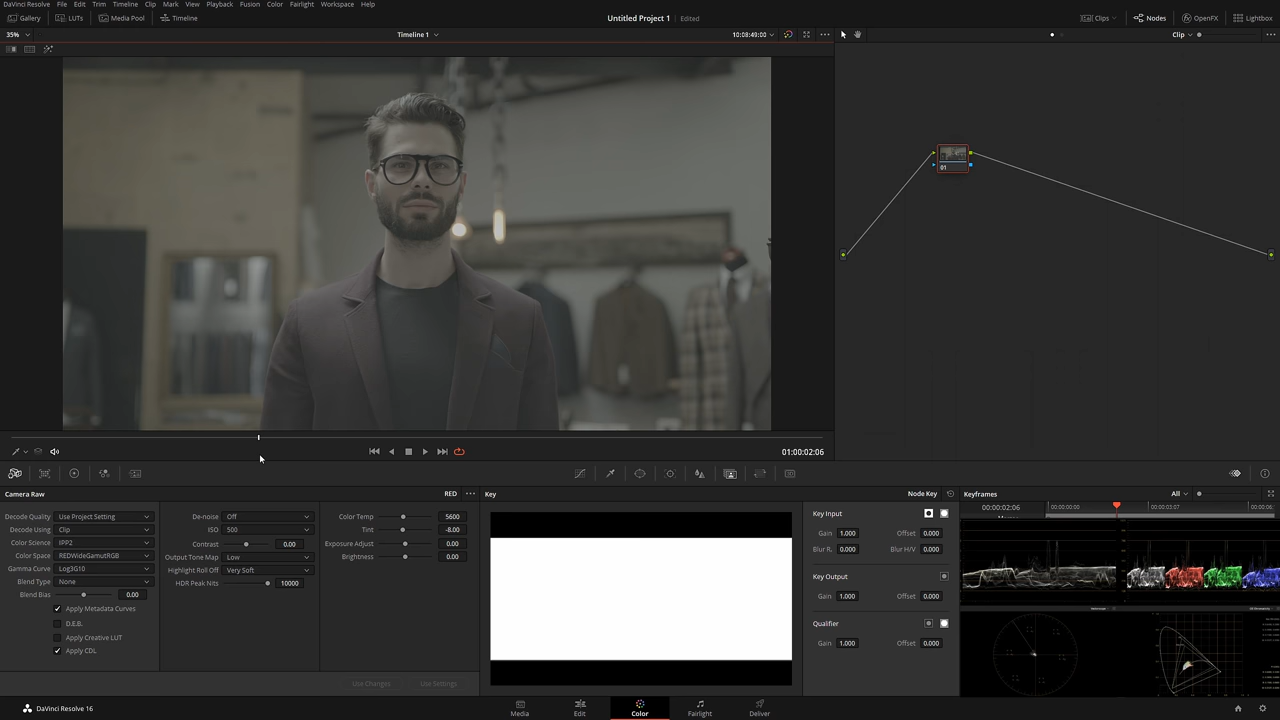 DaVinci Resolve File Edit Trim Timeline Clip Mark View Playback Fusion Color Fairlight Workspace Help
Gallery LUTs Media Pool Timeline Untitled Project 1 Edited Clips Nodes OpenFX Lightbox
35% Timeline 1 10:08:49:00 Clip
01
01:00:02:06
Camera Raw RED
Decode Quality Use Project Setting
Decode Using Clip
Color Science IPP2
Color Space REDWideGamutRGB
Gamma Curve Log3G10
Blend Type None
Blend Bias 0.00
Apply Metadata Curves
D.E.B.
Apply Creative LUT
Apply CDL
De-noise Off
ISO 500
Contrast 0.00
Output Tone Map Low
Highlight Roll Off Very Soft
HDR Peak Nits 10000
Color Temp 5600
Tint -8.00
Exposure Adjust 0.00
Brightness 0.00
Use Changes Use Settings
Key Node Key
Key Input
Gain 1.000 Offset 0.000
Blur R. 0.000 Blur H/V 0.000
Key Output
Gain 1.000 Offset 0.000
Qualifier
Gain 1.000 Offset 0.000
Keyframes All
00:00:02:06 00:00:00:00 00:00:03:07 00:00:06:
DaVinci Resolve 16 Media Edit Color Fairlight Deliver